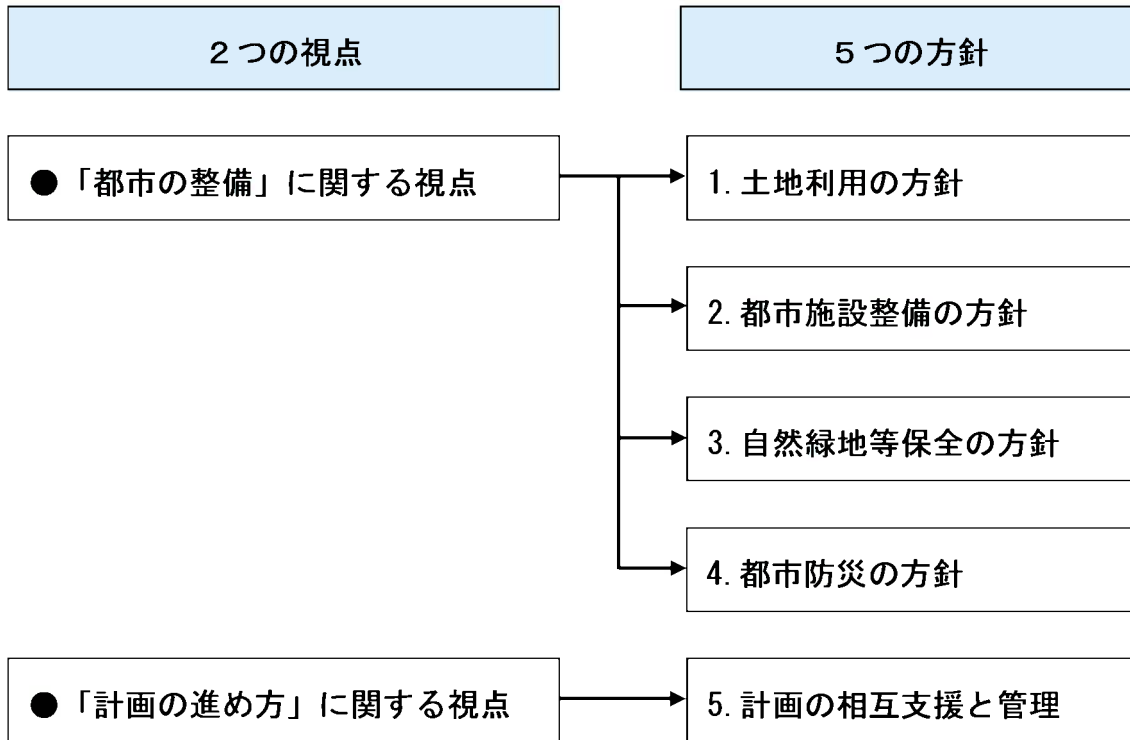 ２つの視点
５つの方針
●「都市の整備」に関する視点
1.土地利用の方針
2.都市施設整備の方針
3.自然緑地等保全の方針
4.都市防災の方針
●「計画の進め方」に関する視点
5.計画の相互支援と管理